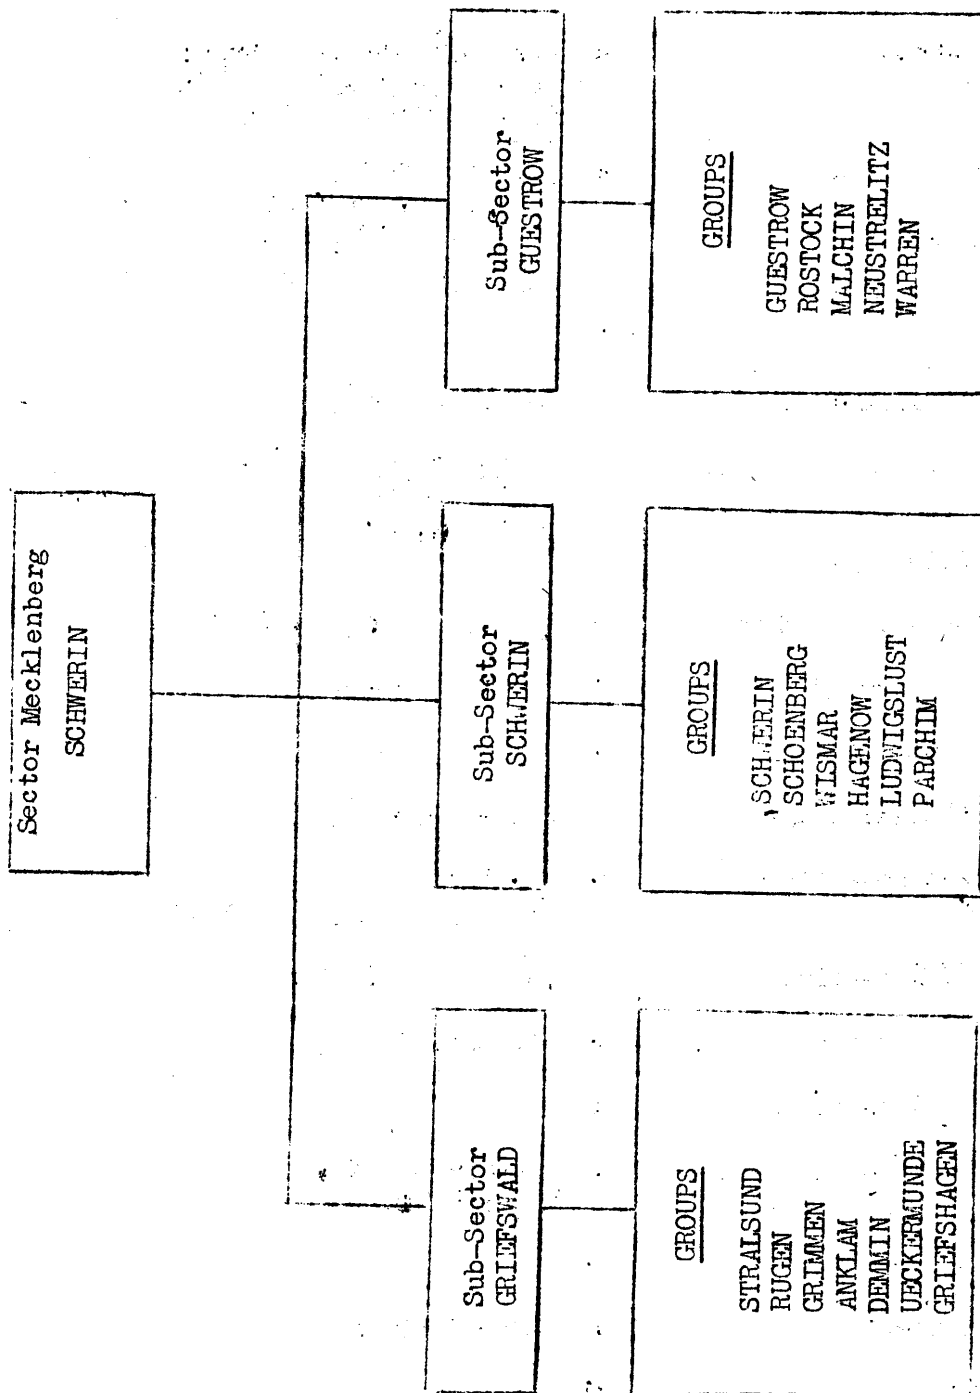 Sector Mecklenberg
SCHWERIN
Sub-Sector
GRIEFSWALD
Sub-Sector
SCHWERIN
Sub-Sector
GUESTROW
GROUPS
STRALSUND
RUGEN
GRIMMEN
ANKLAM
DEMMIN
UECKERMUNDE
GRIEFSHAGEN
GROUPS
SCHWERIN
SCHOENBERG
WISMAR
HAGENOW
LUDWIGSLUST
PARCHIM
GROUPS
GUESTROW
ROSTOCK
MALCHIN
NEUSTRELITZ
WARREN